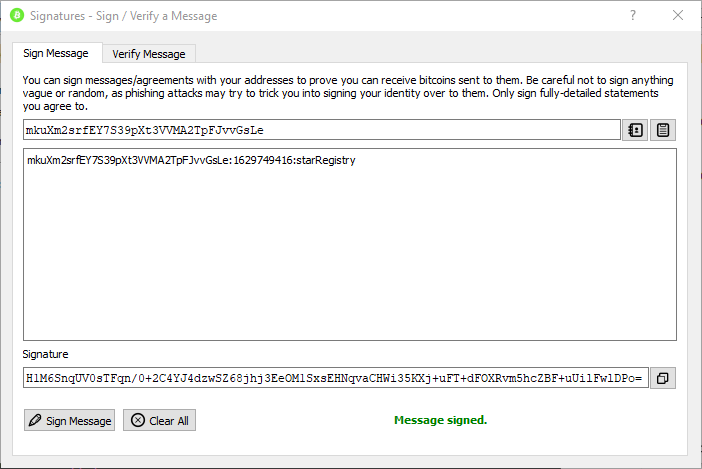 Signatures - Sign / Verify a Message
Sign Message
Verify Message
You can sign messages/agreements with your addresses to prove you can receive bitcoins sent to them. Be careful not to sign anything
vague or random, as phishing attacks may try to trick you into signing your identity over to them. Only sign fully-detailed statements
you agree to.
mkuXm2srfEY7S39pXt3VVMA2TpFJvvGsLe
mkuXm2srfEY7S39pXt3VVMA2TpFJvvGsLe:1629749416:starRegistry
Signature
H1M6SnqUV0sTFqn/0+2C4YJ4dzwSZ68jhj3EeOM1SxsEHNqvaCHWi35KXj+uFT+dFOXRvm5hcZBF+uUilFwlDPo=
Sign Message
Clear All
Message signed.